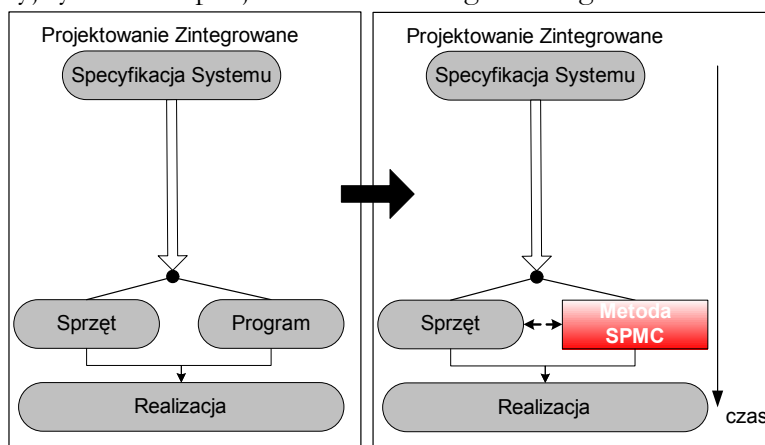 Projektowanie Zintegrowane
Specyfikacja Systemu
Sprzęt
Program
Realizacja
Projektowanie Zintegrowane
Specyfikacja Systemu
Sprzęt
Metoda
SPMC
Realizacja
czas